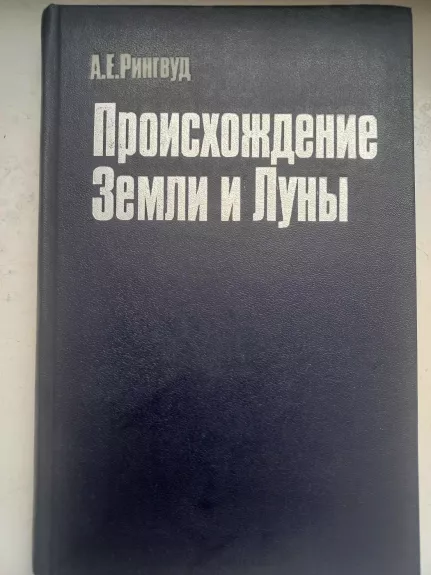 А.Е.Рингвуд
Происхождение
Земли и Луны